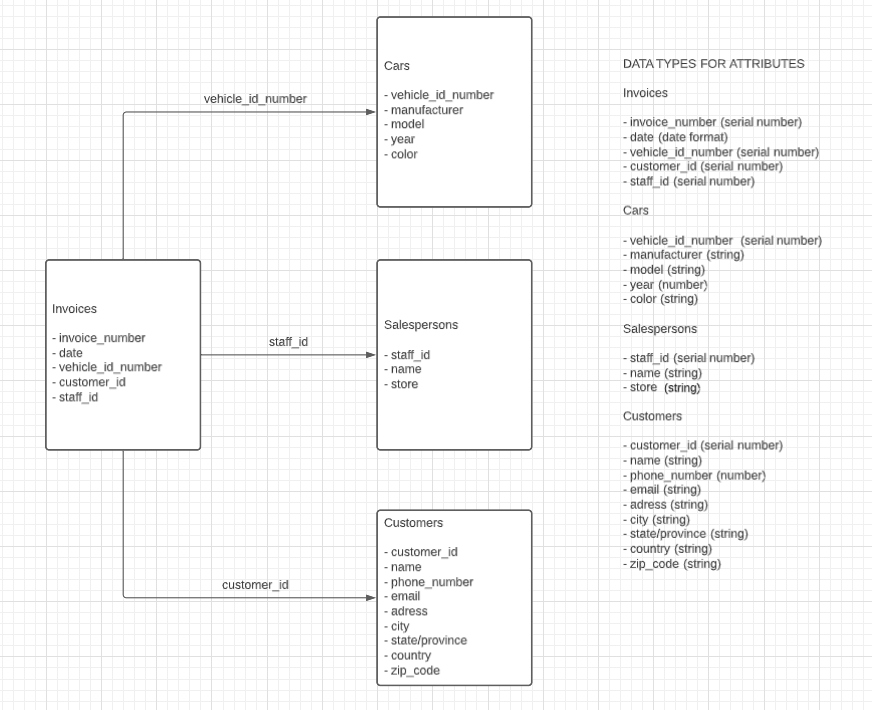 Cars
- vehicle_id_number
- manufacturer
- model
- year
- color
vehicle_id_number
Invoices
- invoice_number
- date
- vehicle_id_number
- customer_id
- staff_id
staff_id
Salespersons
- staff_id
- name
- store
customer_id
Customers
- customer_id
- name
- phone_number
- email
- adress
- city
- state/province
- country
- zip_code
DATA TYPES FOR ATTRIBUTES
Invoices
- invoice_number (serial number)
- date (date format)
- vehicle_id_number (serial number)
- customer_id (serial number)
- staff_id (serial number)
Cars
- vehicle_id_number (serial number)
- manufacturer (string)
- model (string)
- year (number)
- color (string)
Salespersons
- staff_id (serial number)
- name (string)
- store (string)
Customers
- customer_id (serial number)
- name (string)
- phone_number (number)
- email (string)
- adress (string)
- city (string)
- state/province (string)
- country (string)
- zip_code (string)